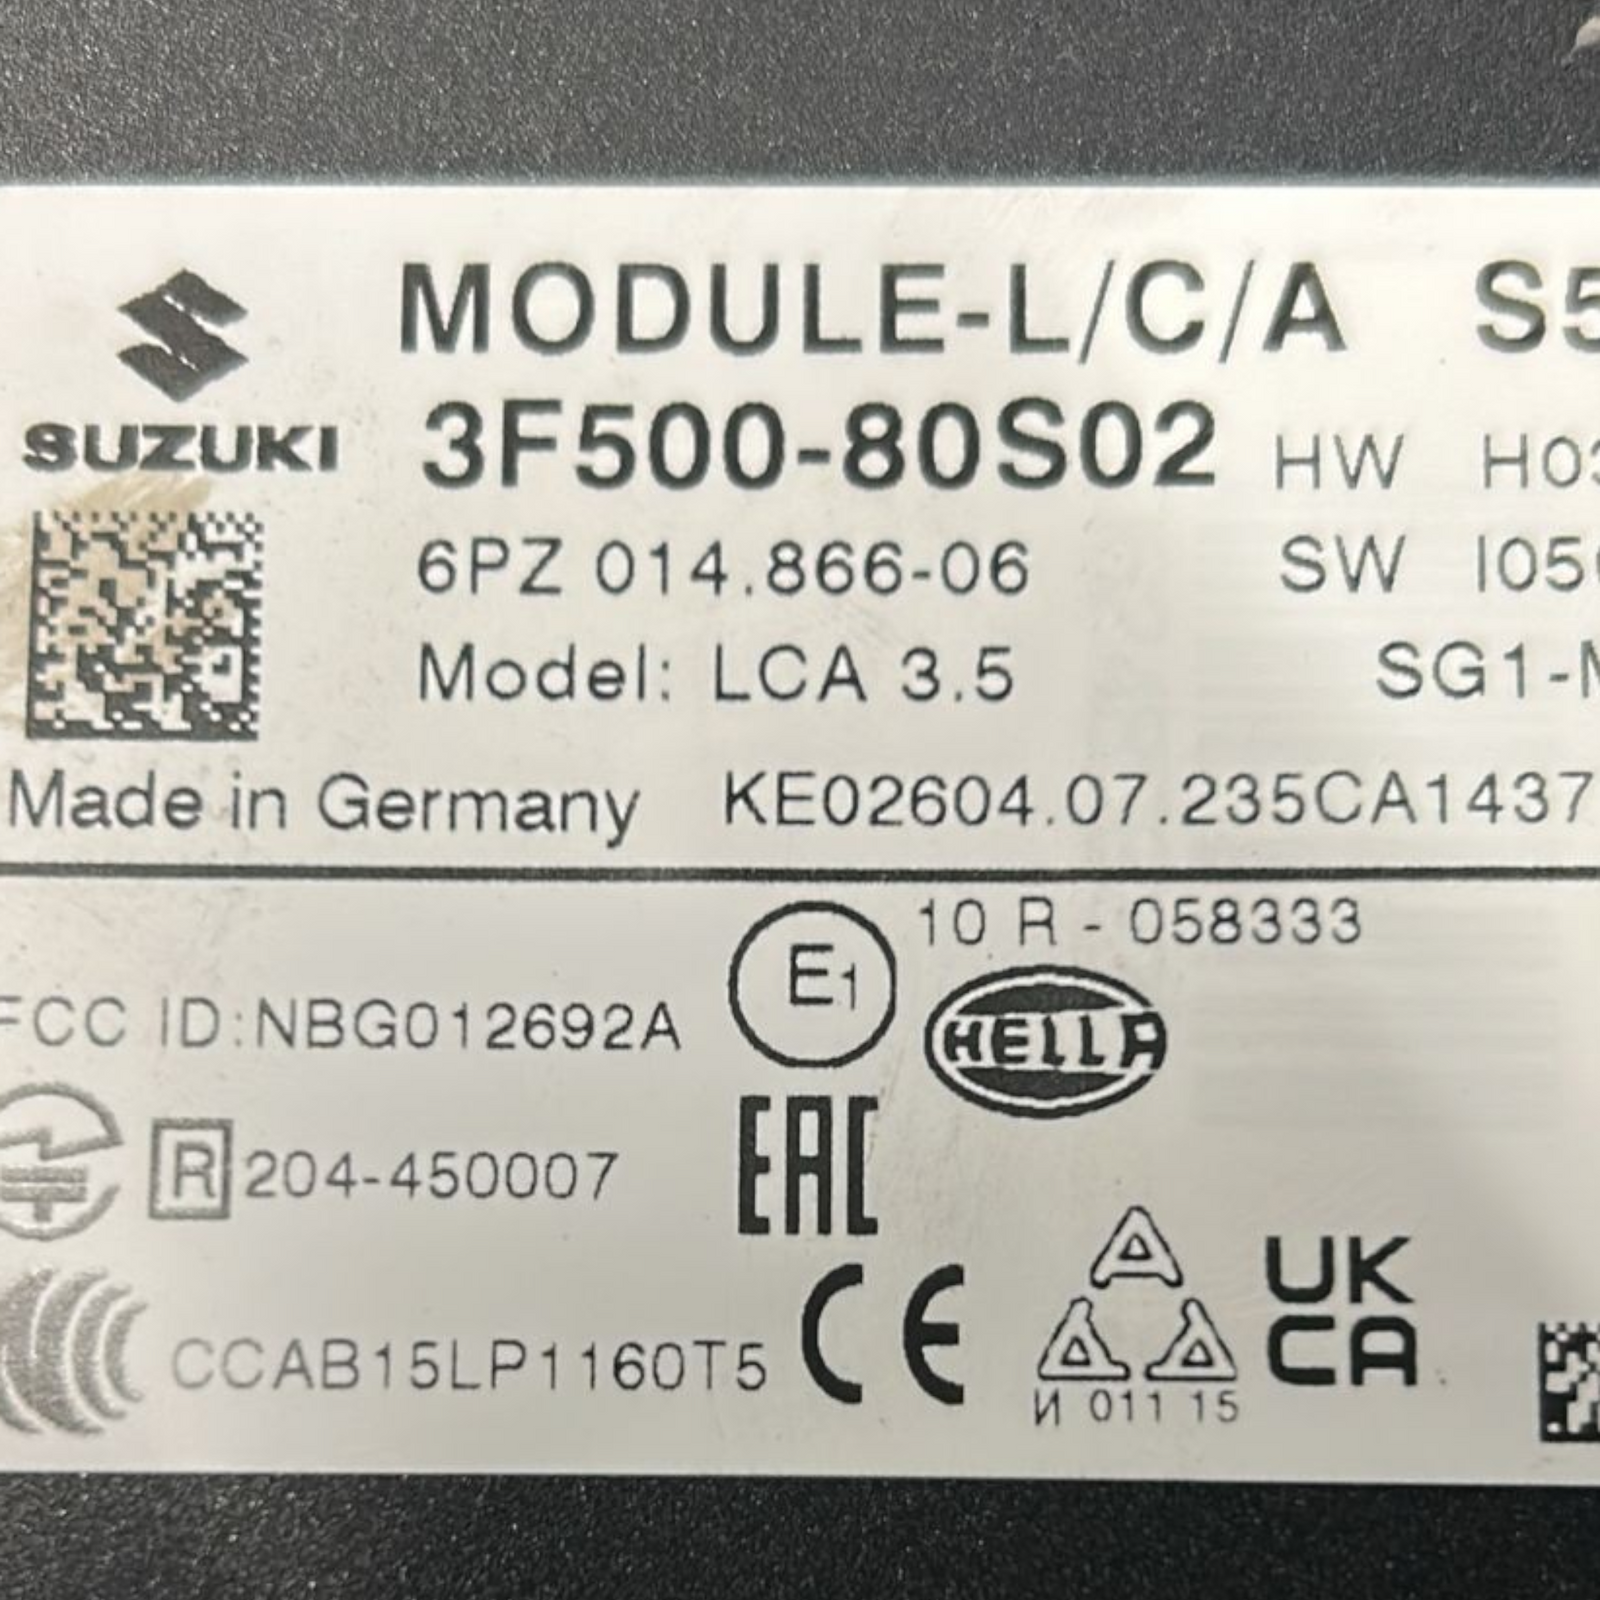 MODULE-L/C/A S5
SUZUKI
3F500-80S02 HW H03
6PZ 014.866-06 SW I05
Model: LCA 3.5 SG1-
Made in Germany KE02604.07.235CA1437
10 R - 058333
E1
FCC ID:NBG012692A
HELLA
R 204-450007
EAC
CCAB15LP1160T5
CE
UK
CA
И 011 15